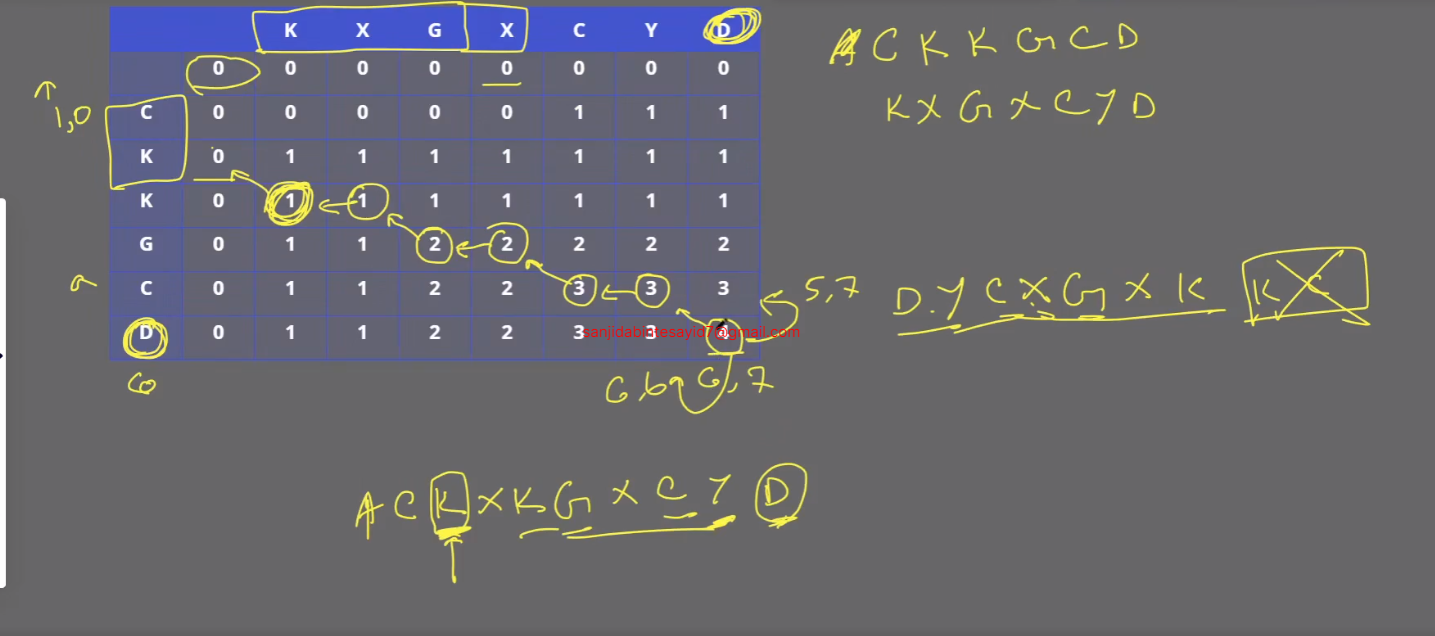 K X G X C Y D
0 0 0 0 0 0 0 0
C 0 0 0 0 0 1 1 1
K 0 1 1 1 1 1 1 1
K 0 1 1 1 1 1 1 1
G 0 1 1 2 2 2 2 2
C 0 1 1 2 2 3 3 3
D 0 1 1 2 2 3 3
sanjidabintesayid7@gmail.com
1,0
A C K K G C D
K X G X C Y D
5,7
D.Y C X G X K K C
6,6 6,7
A C K X K G X C Y D